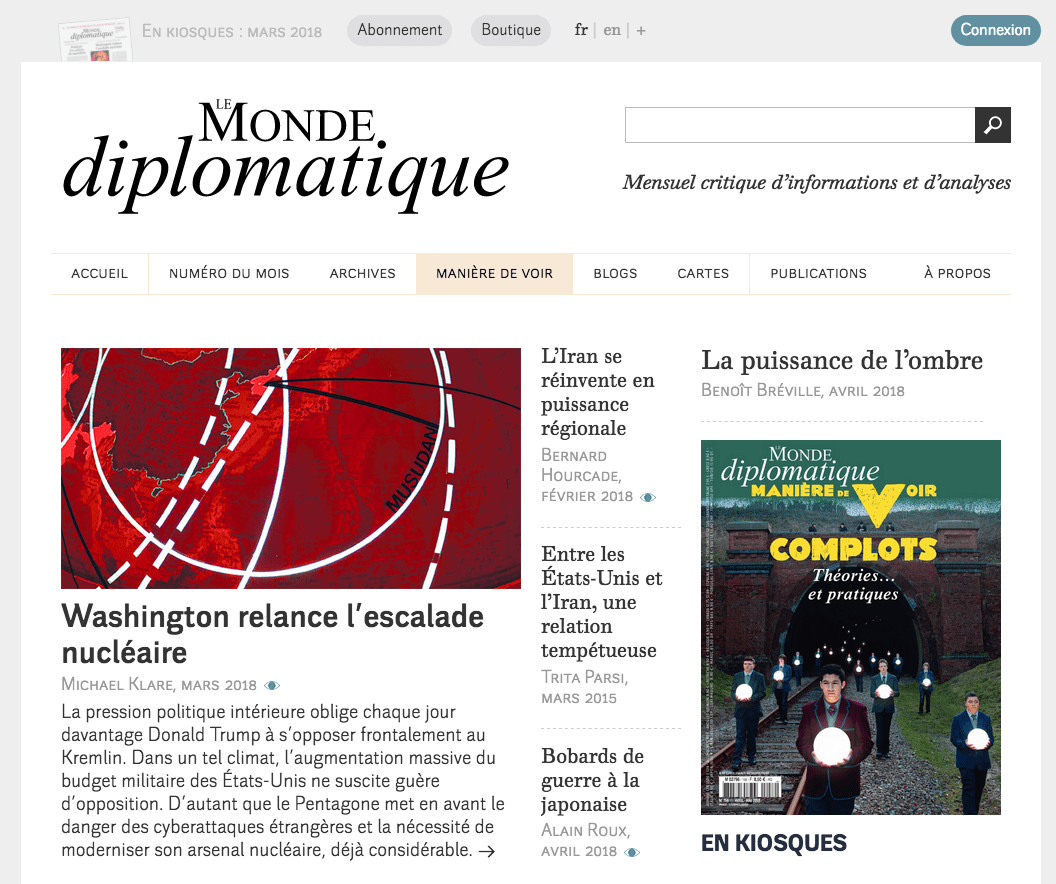 En kiosques : mars 2018
Abonnement
Boutique
fr | en | +
Connexion
LE
MONDE
diplomatique
Mensuel critique d’informations et d’analyses
ACCUEIL
NUMÉRO DU MOIS
ARCHIVES
MANIÈRE DE VOIR
BLOGS
CARTES
PUBLICATIONS
À PROPOS
MUSUDAN
Washington relance l’escalade
nucléaire
Michael Klare, mars 2018
La pression politique intérieure oblige chaque jour
davantage Donald Trump à s’opposer frontalement au
Kremlin. Dans un tel climat, l’augmentation massive du
budget militaire des États-Unis ne suscite guère
d’opposition. D’autant que le Pentagone met en avant le
danger des cyberattaques étrangères et la nécessité de
moderniser son arsenal nucléaire, déjà considérable. →
L’Iran se
réinvente en
puissance
régionale
Bernard
Hourcade,
février 2018
Entre les
États-Unis et
l’Iran, une
relation
tempétueuse
Trita Parsi,
mars 2015
Bobards de
guerre à la
japonaise
Alain Roux,
avril 2018
La puissance de l’ombre
Benoît Bréville, avril 2018
LE MONDE
diplomatique
MANIÈRE DE VOIR
COMPLOTS
Théories…
et pratiques
EN KIOSQUES